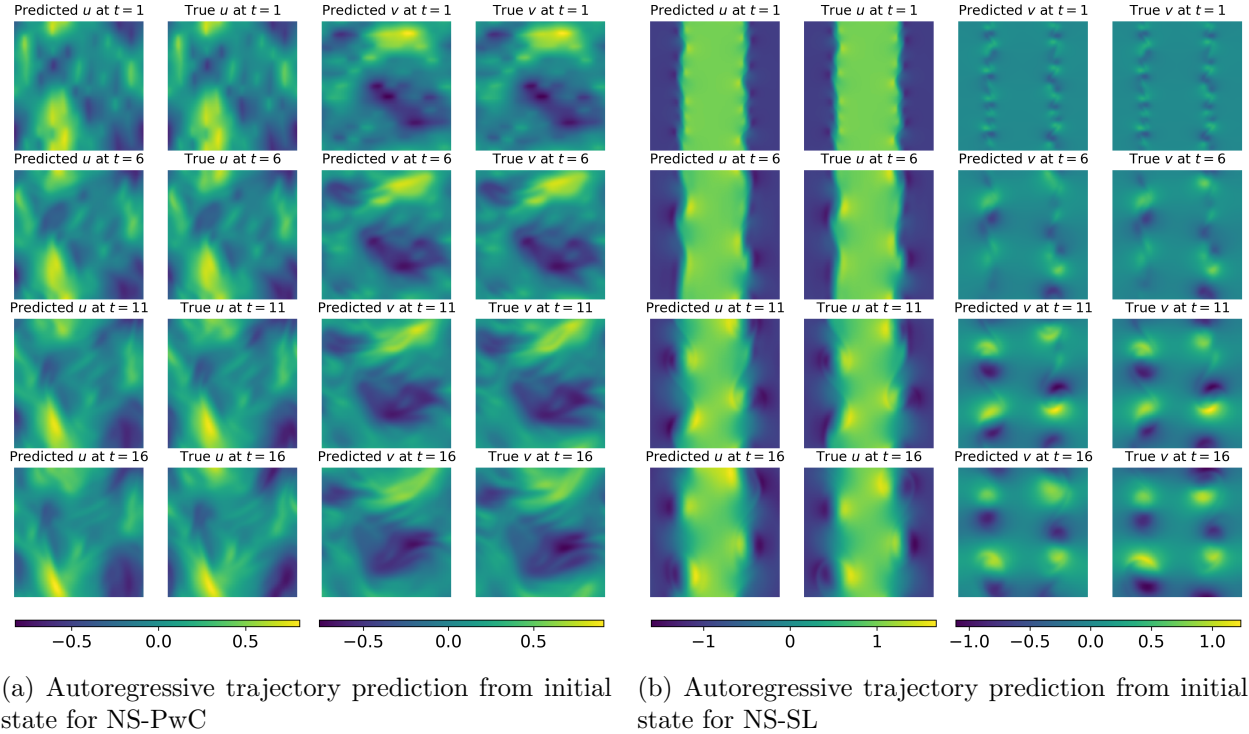 Predicted u at t = 1 True u at t = 1 Predicted v at t = 1 True v at t = 1
Predicted u at t = 6 True u at t = 6 Predicted v at t = 6 True v at t = 6
Predicted u at t = 11 True u at t = 11 Predicted v at t = 11 True v at t = 11
Predicted u at t = 16 True u at t = 16 Predicted v at t = 16 True v at t = 16
−0.5 0.0 0.5 −0.5 0.0 0.5
(a) Autoregressive trajectory prediction from initial
state for NS-PwC
Predicted u at t = 1 True u at t = 1 Predicted v at t = 1 True v at t = 1
Predicted u at t = 6 True u at t = 6 Predicted v at t = 6 True v at t = 6
Predicted u at t = 11 True u at t = 11 Predicted v at t = 11 True v at t = 11
Predicted u at t = 16 True u at t = 16 Predicted v at t = 16 True v at t = 16
−1 0 1 −1.0 −0.5 0.0 0.5 1.0
(b) Autoregressive trajectory prediction from initial
state for NS-SL